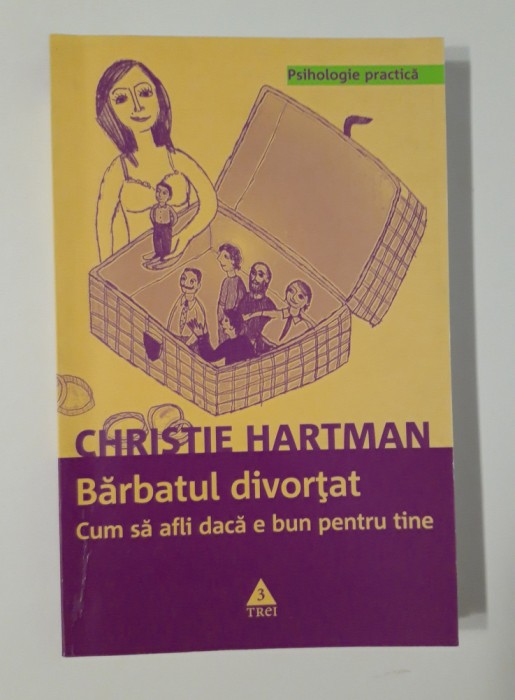 Psihologie practică
CHRISTIE HARTMAN
Bărbatul divorţat
Cum să afli dacă e bun pentru tine
3
TREI